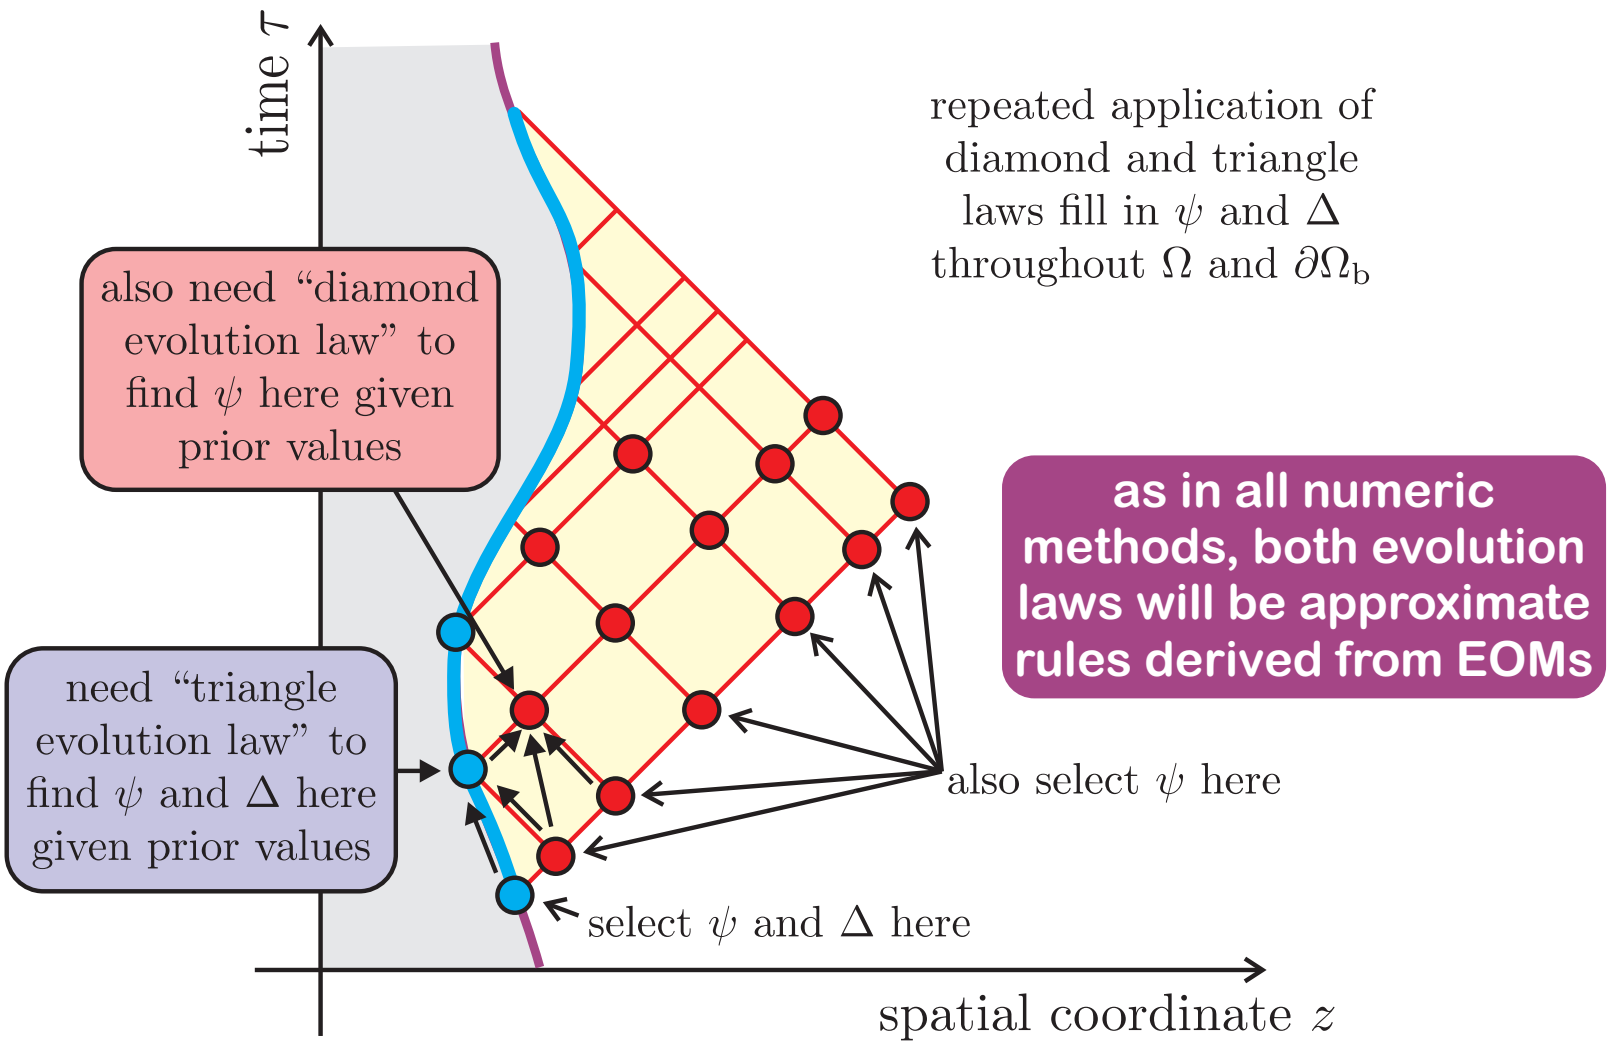 time τ
repeated application of
diamond and triangle
laws fill in ψ and Δ
throughout Ω and ∂Ω_b
also need “diamond
evolution law” to
find ψ here given
prior values
as in all numeric
methods, both evolution
laws will be approximate
rules derived from EOMs
need “triangle
evolution law” to
find ψ and Δ here
given prior values
also select ψ here
select ψ and Δ here
spatial coordinate z